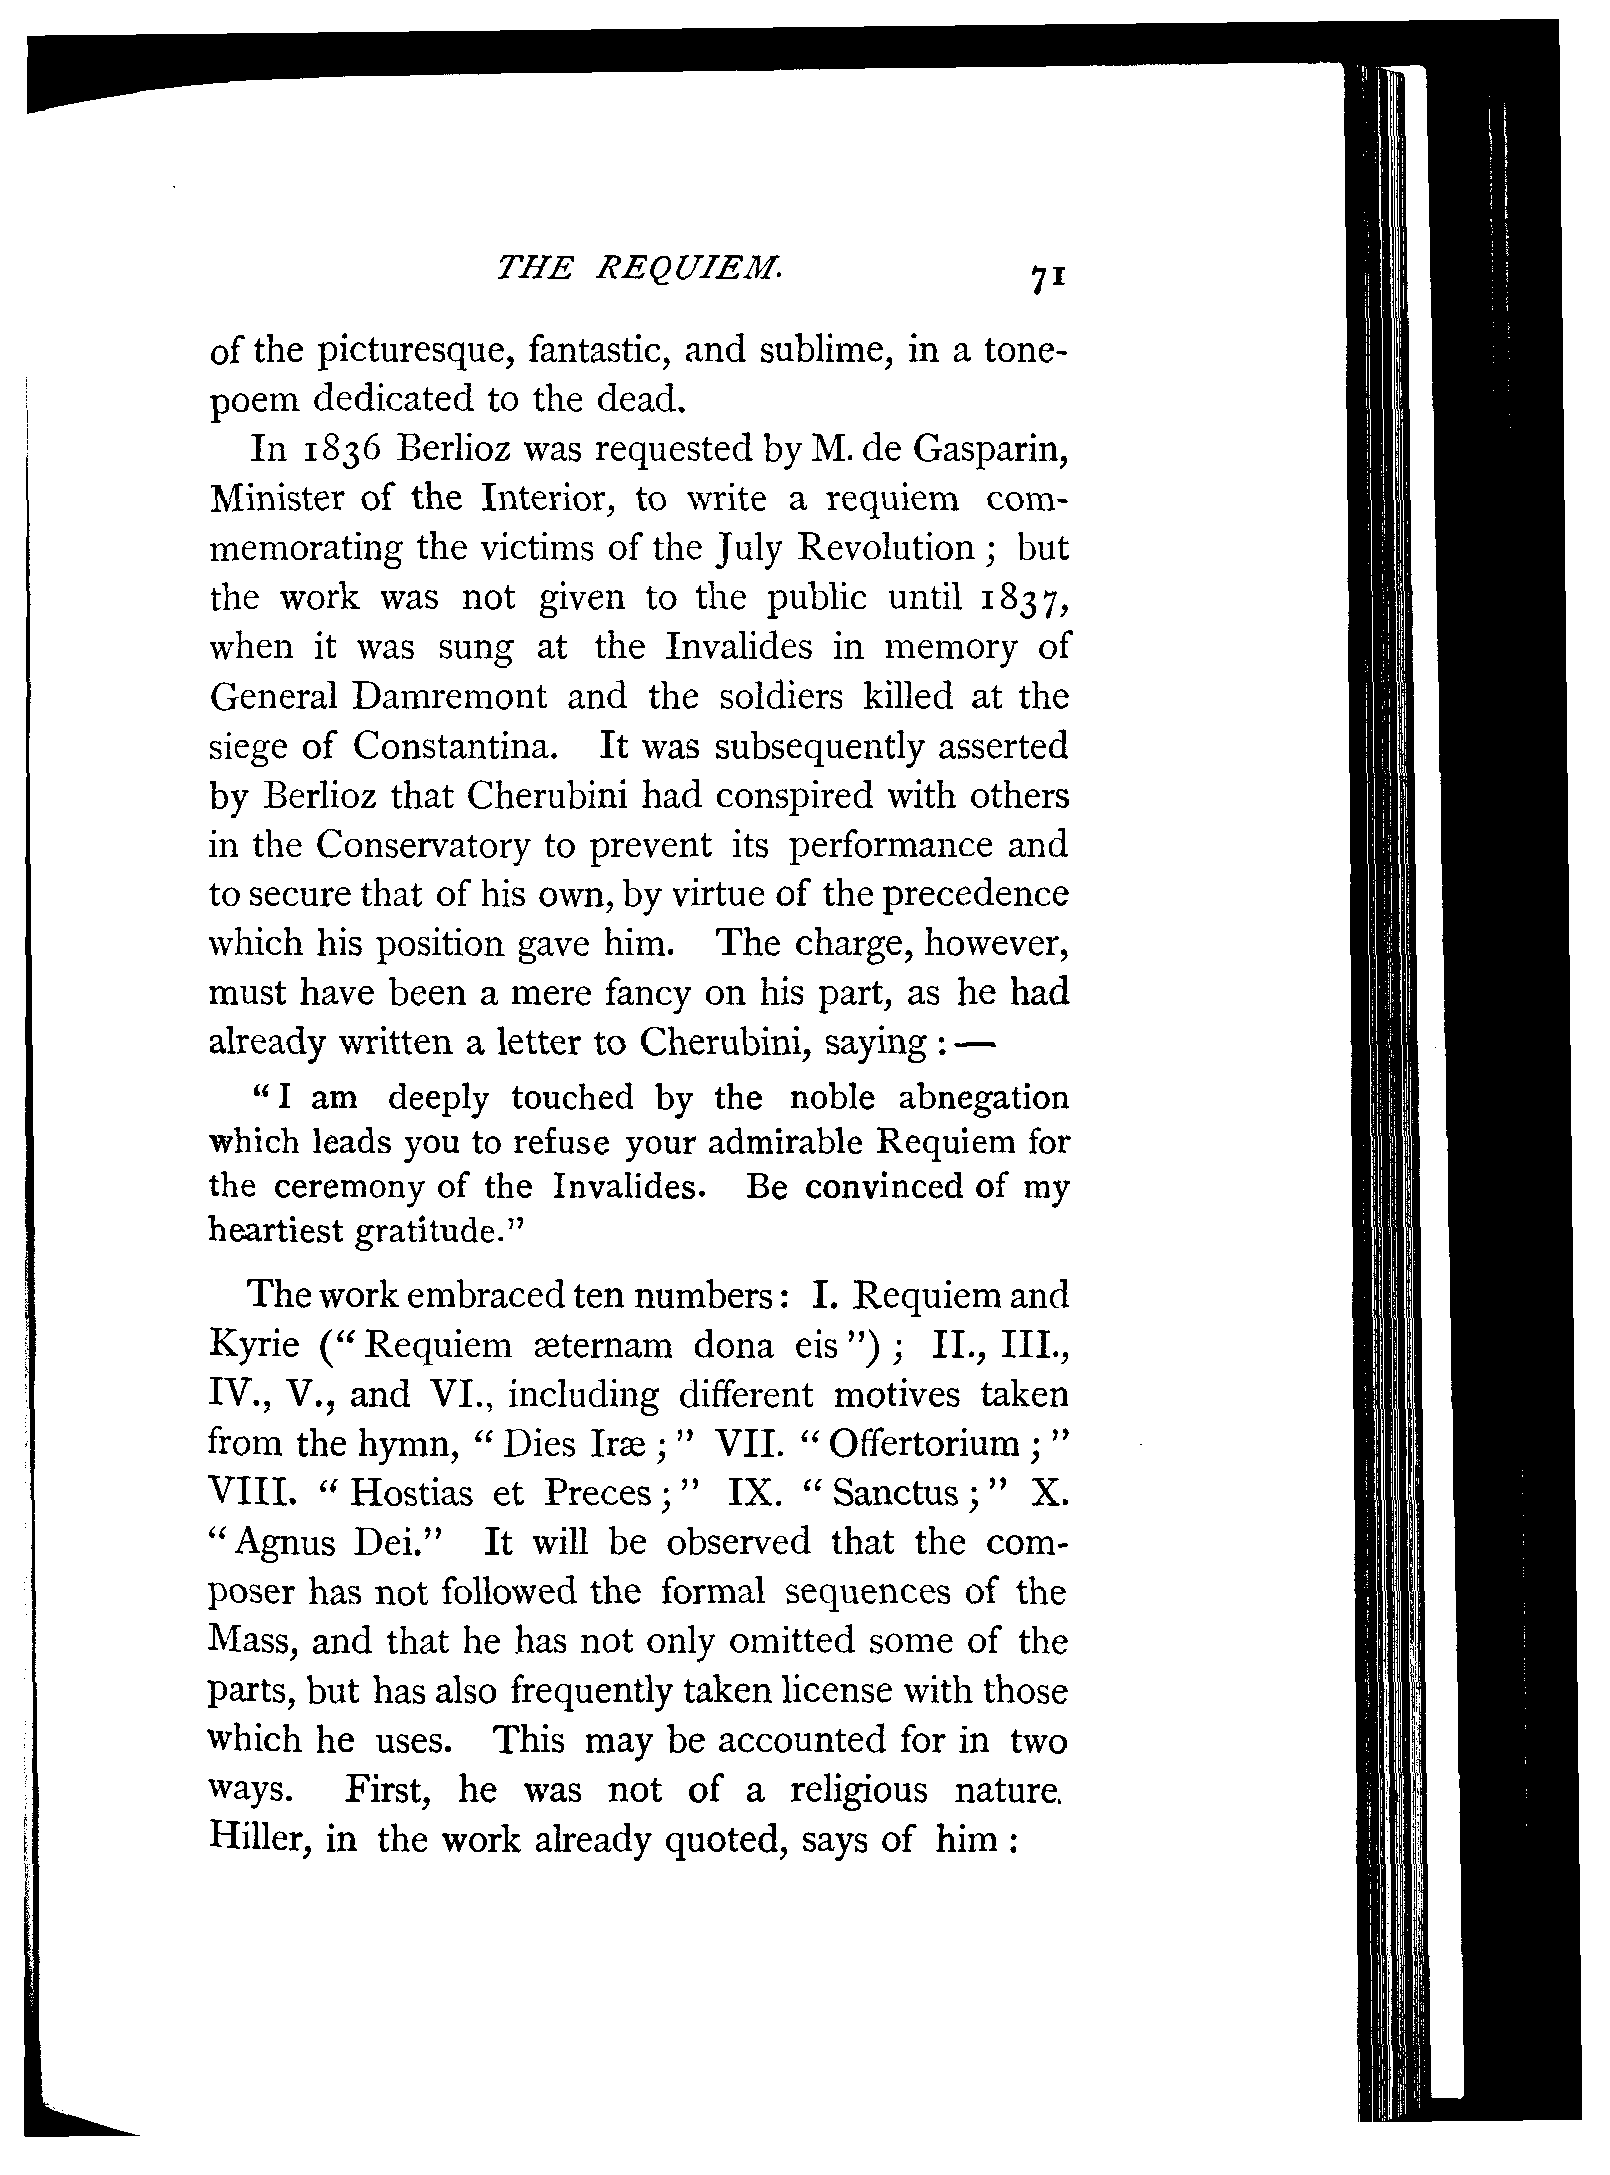 THE REQUIEM. 71
of the picturesque, fantastic, and sublime, in a tone-
poem dedicated to the dead.
In 1836 Berlioz was requested by M. de Gasparin,
Minister of the Interior, to write a requiem com-
memorating the victims of the July Revolution ; but
the work was not given to the public until 1837,
when it was sung at the Invalides in memory of
General Damremont and the soldiers killed at the
siege of Constantina. It was subsequently asserted
by Berlioz that Cherubini had conspired with others
in the Conservatory to prevent its performance and
to secure that of his own, by virtue of the precedence
which his position gave him. The charge, however,
must have been a mere fancy on his part, as he had
already written a letter to Cherubini, saying : —
“ I am deeply touched by the noble abnegation
which leads you to refuse your admirable Requiem for
the ceremony of the Invalides. Be convinced of my
heartiest gratitude.”
The work embraced ten numbers : I. Requiem and
Kyrie (“ Requiem æternam dona eis ”) ; II., III.,
IV., V., and VI., including different motives taken
from the hymn, “ Dies Iræ ; ” VII. “ Offertorium ; ”
VIII. “ Hostias et Preces ; ” IX. “ Sanctus ; ” X.
“ Agnus Dei.” It will be observed that the com-
poser has not followed the formal sequences of the
Mass, and that he has not only omitted some of the
parts, but has also frequently taken license with those
which he uses. This may be accounted for in two
ways. First, he was not of a religious nature.
Hiller, in the work already quoted, says of him :